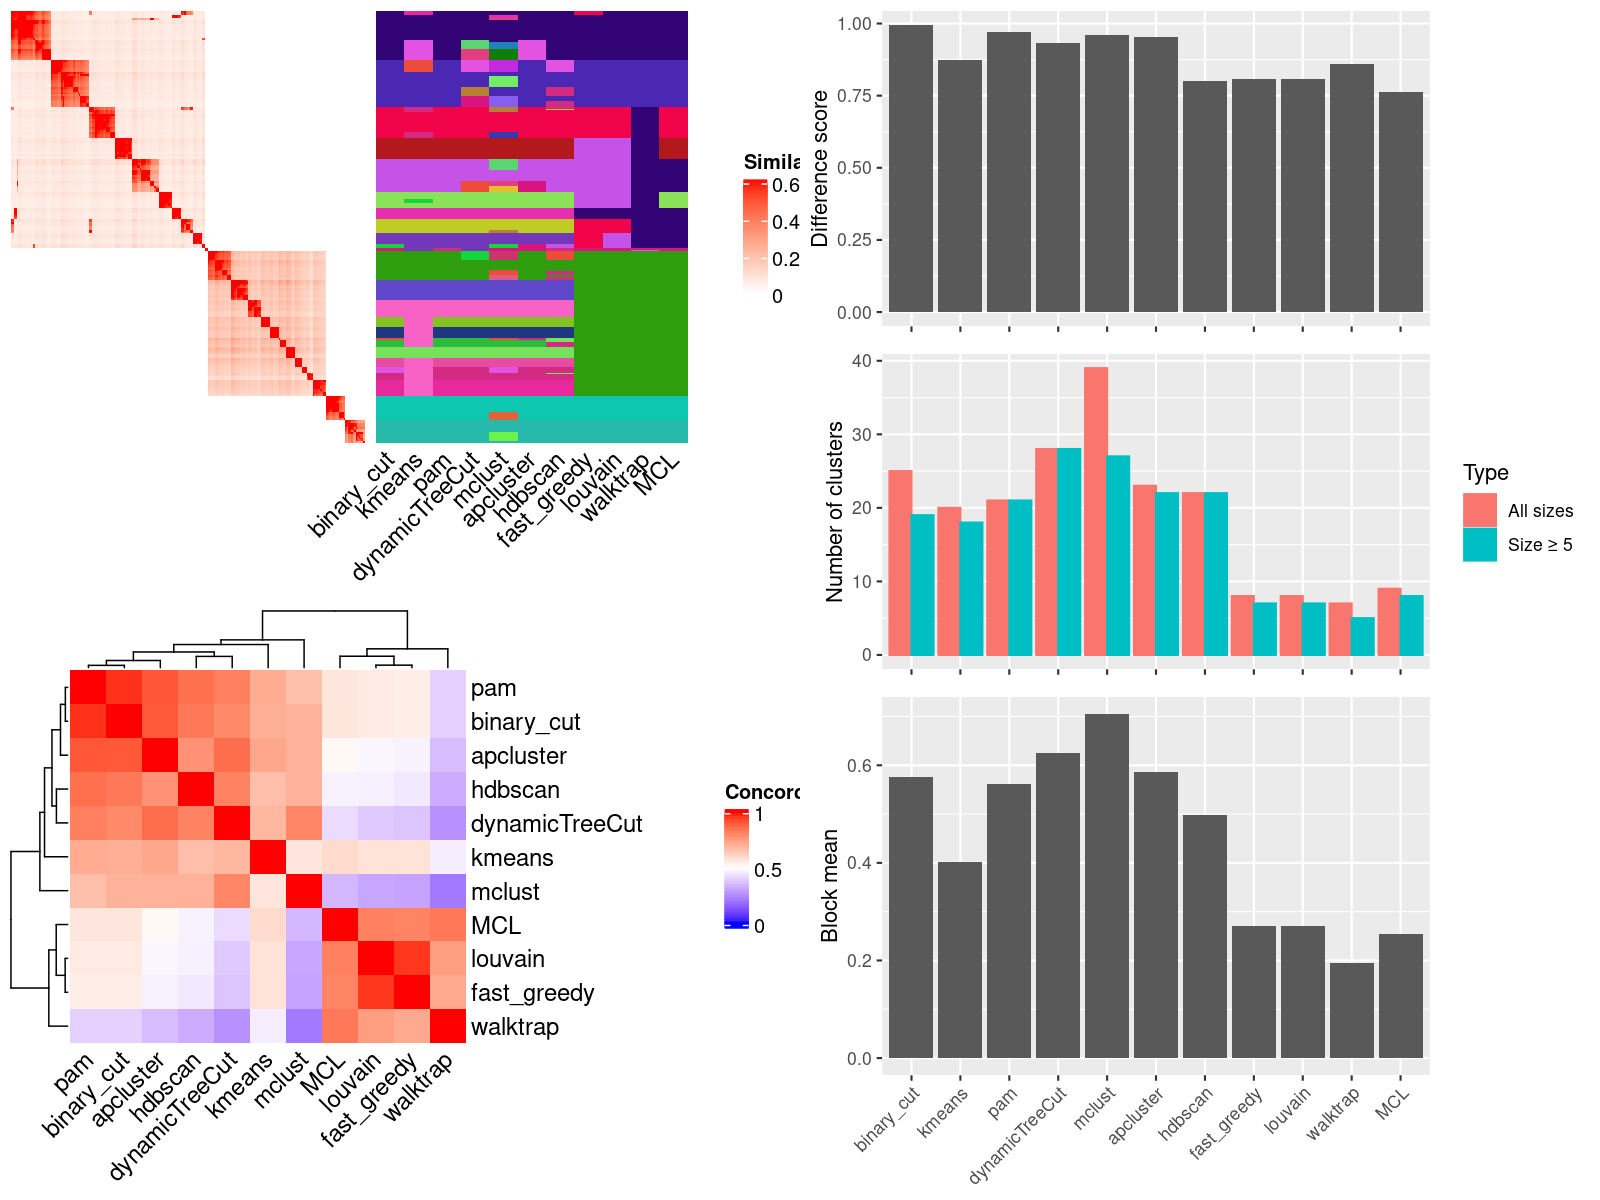 Simila
0.6
0.4
0.2
0
binary_cut
kmeans
pam
dynamicTreeCut
mclust
apcluster
hdbscan
fast_greedy
louvain
walktrap
MCL
pam
binary_cut
apcluster
hdbscan
dynamicTreeCut
kmeans
mclust
MCL
louvain
fast_greedy
walktrap
pam
binary_cut
apcluster
hdbscan
dynamicTreeCut
kmeans
mclust
MCL
louvain
fast_greedy
walktrap
Concord
1
0.5
0
Difference score
1.00
0.75
0.50
0.25
0.00
Number of clusters
40
30
20
10
0
Type
All sizes
Size ≥ 5
Block mean
0.6
0.4
0.2
0.0
binary_cut
kmeans
pam
dynamicTreeCut
mclust
apcluster
hdbscan
fast_greedy
louvain
walktrap
MCL